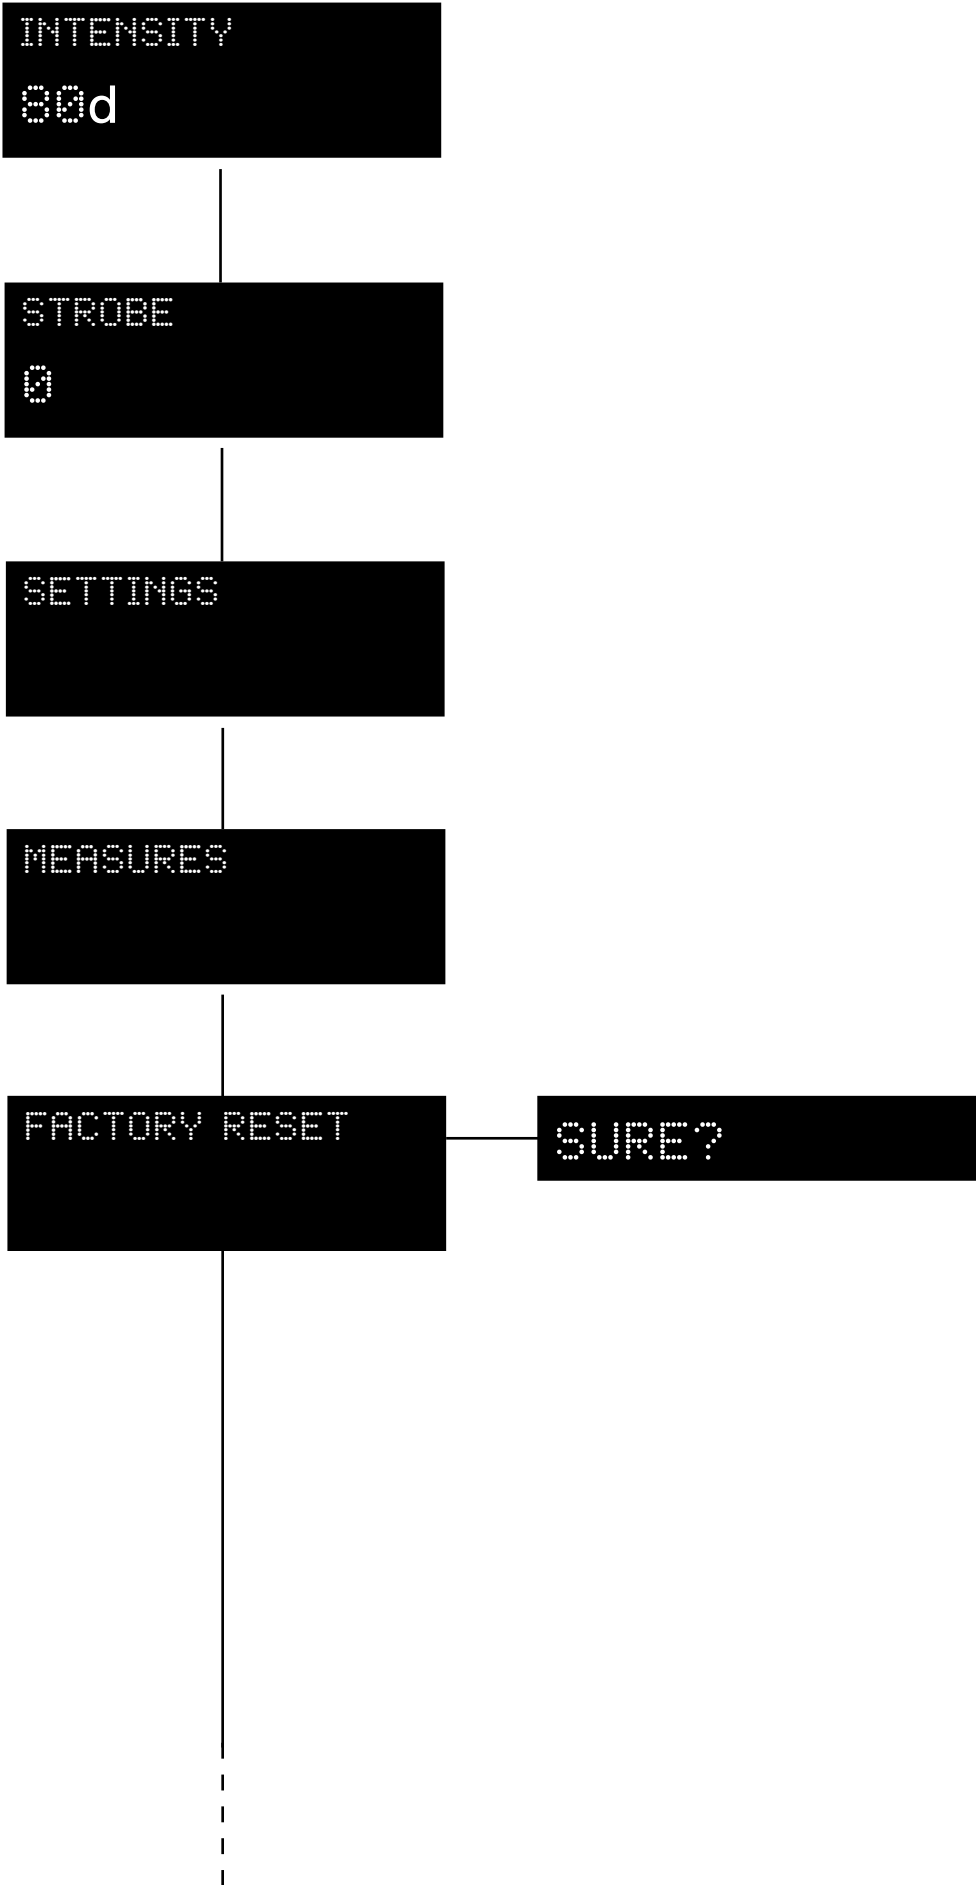 INTENSITY
80d
STROBE
0
SETTINGS
MEASURES
FACTORY RESET
SURE?